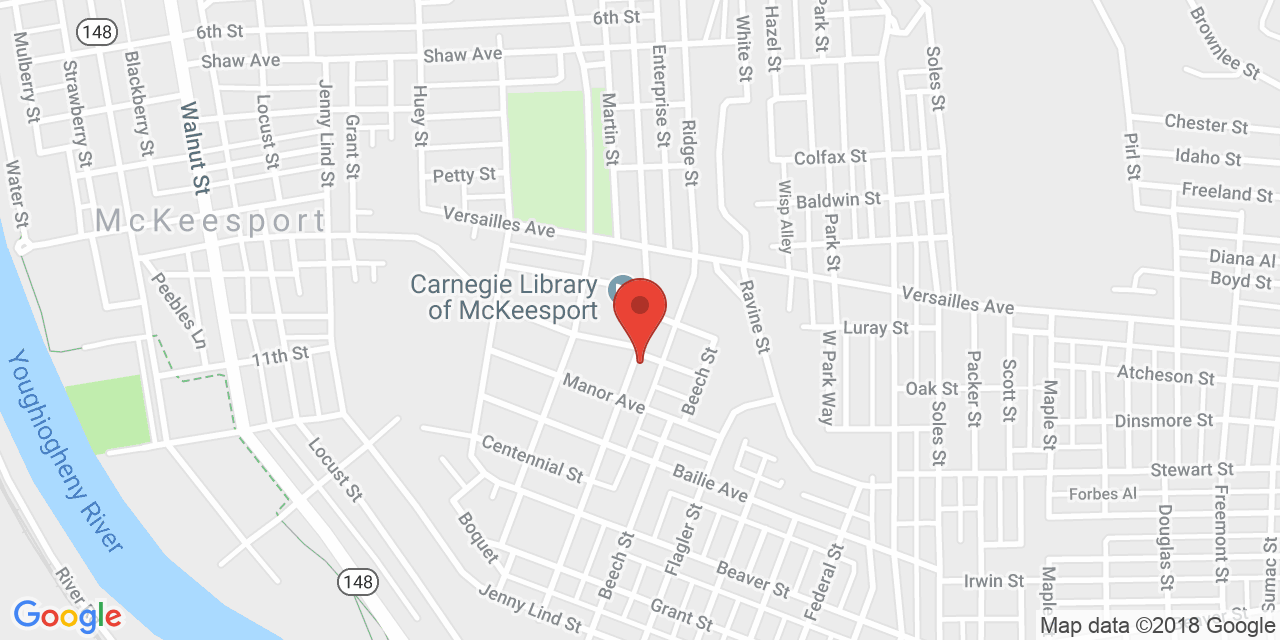 148
6th St
6th St
Shaw Ave
Shaw Ave
Mulberry St
Strawberry St
Blackberry St
Walnut St
Locust St
Jenny Lind St
Grant St
Huey St
Martin St
Enterprise St
Ridge St
White St
Hazel St
Park St
Soles St
Brownlee St
Chester St
Pirl St
Idaho St
Freeland St
Colfax St
Baldwin St
Wisp Alley
Park St
Petty St
Water St
McKeesport
Versailles Ave
Diana Al
Boyd St
Peebles Ln
Carnegie Library
of McKeesport
Ravine St
Versailles Ave
Luray St
W Park Way
11th St
Manor Ave
Beech St
Oak St
Soles St
Packer St
Scott St
Maple St
Atcheson St
Dinsmore St
Youghiogheny River
Locust St
Centennial St
Bailie Ave
Stewart St
Forbes Al
Douglas St
Freemont St
Boquet
Beech St
Flagler St
Beaver St
Federal St
Irwin St
Maple
148
River
Jenny Lind St
Grant St
Google
Map data ©2018 Google